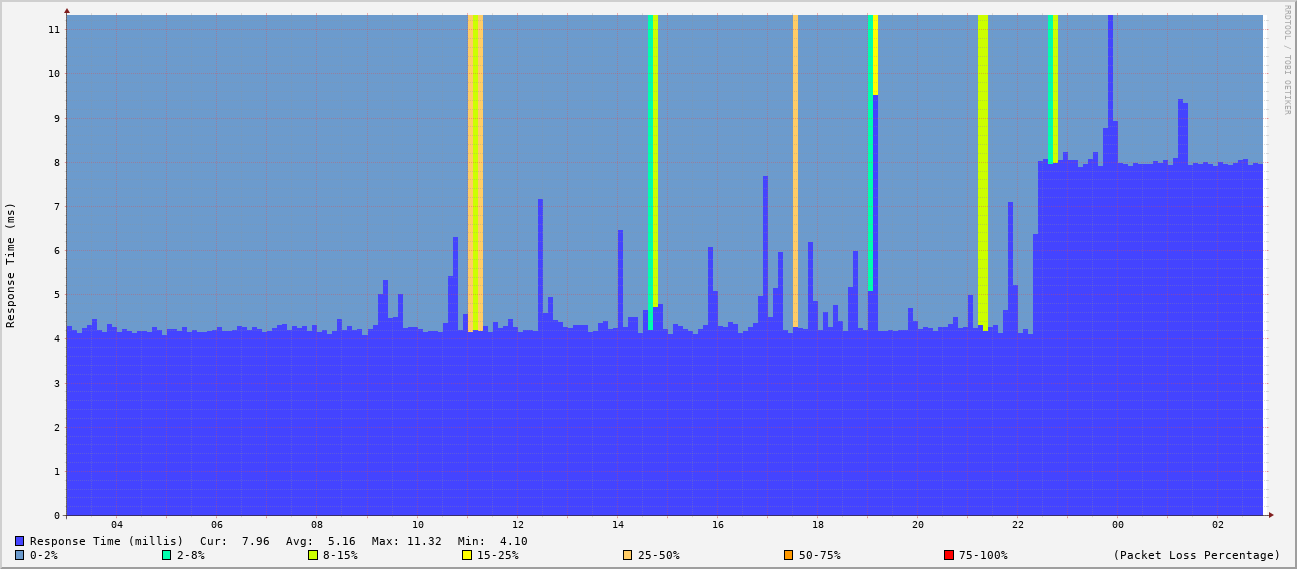 RRDTOOL / TOBI OETIKER
Response Time (ms)
11
10
9
8
7
6
5
4
3
2
1
0
04 06 08 10 12 14 16 18 20 22 00 02
Response Time (millis) Cur: 7.96 Avg: 5.16 Max: 11.32 Min: 4.10
0-2% 2-8% 8-15% 15-25% 25-50% 50-75% 75-100% (Packet Loss Percentage)